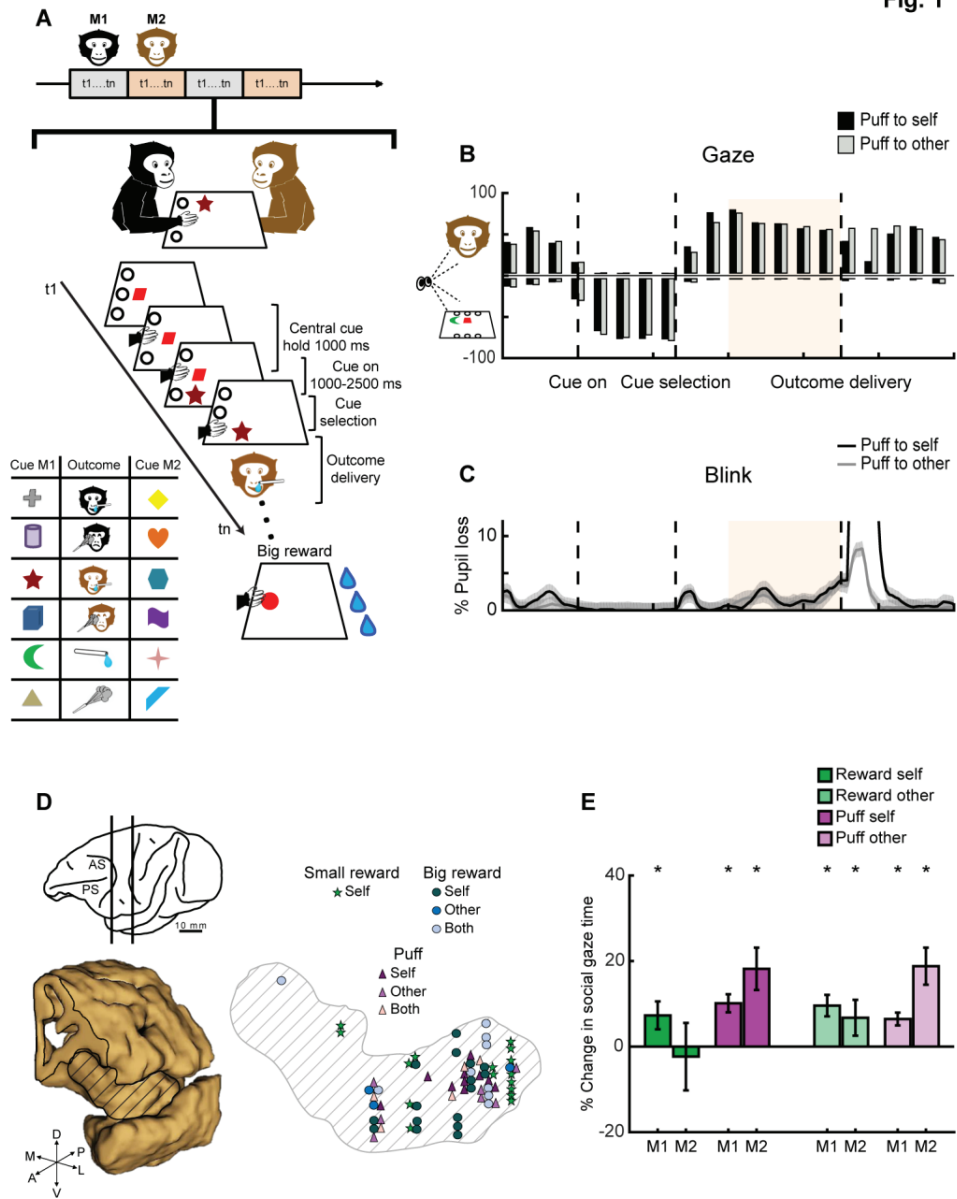 Fig. 1
A
M1 M2
t1....tn t1....tn t1....tn t1....tn
t1
Central cue
hold 1000 ms
Cue on
1000-2500 ms
Cue
selection
Outcome
delivery
tn
Big reward
Cue M1 Outcome Cue M2
B
Gaze
Puff to self
Puff to other
100
-100
Cue on Cue selection Outcome delivery
C
Blink
Puff to self
Puff to other
% Pupil loss
10
0
D
AS
PS
10 mm
D
M P
A L
V
Small reward
Self
Big reward
Self
Other
Both
Puff
Self
Other
Both
E
Reward self
Reward other
Puff self
Puff other
% Change in social gaze time
40
20
0
-20
* * * * * * *
M1 M2 M1 M2 M1 M2 M1 M2